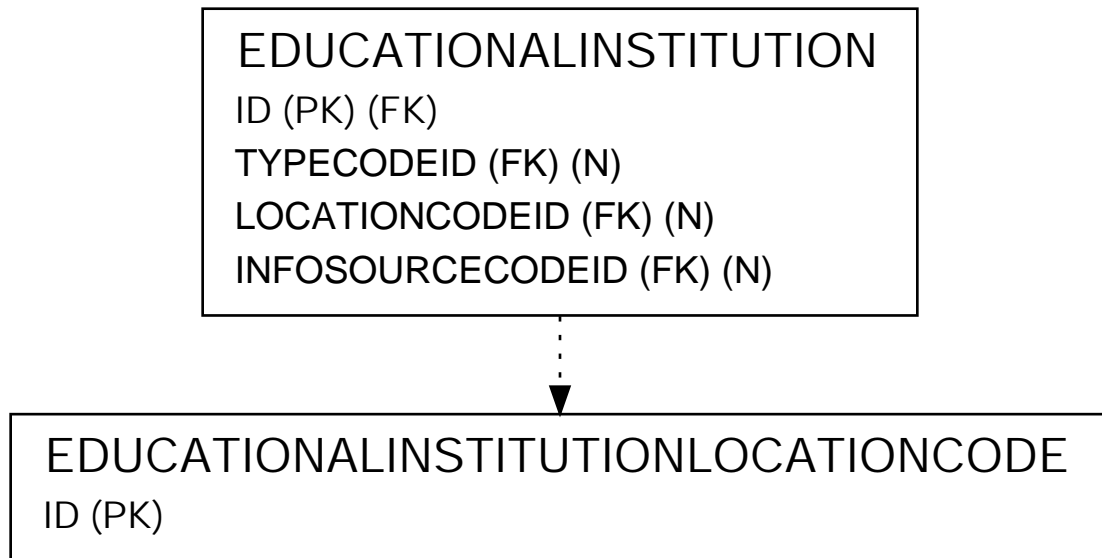 EDUCATIONALINSTITUTION
ID (PK) (FK)
TYPECODEID (FK) (N)
LOCATIONCODEID (FK) (N)
INFOSOURCECODEID (FK) (N)
EDUCATIONALINSTITUTIONLOCATIONCODE
ID (PK)